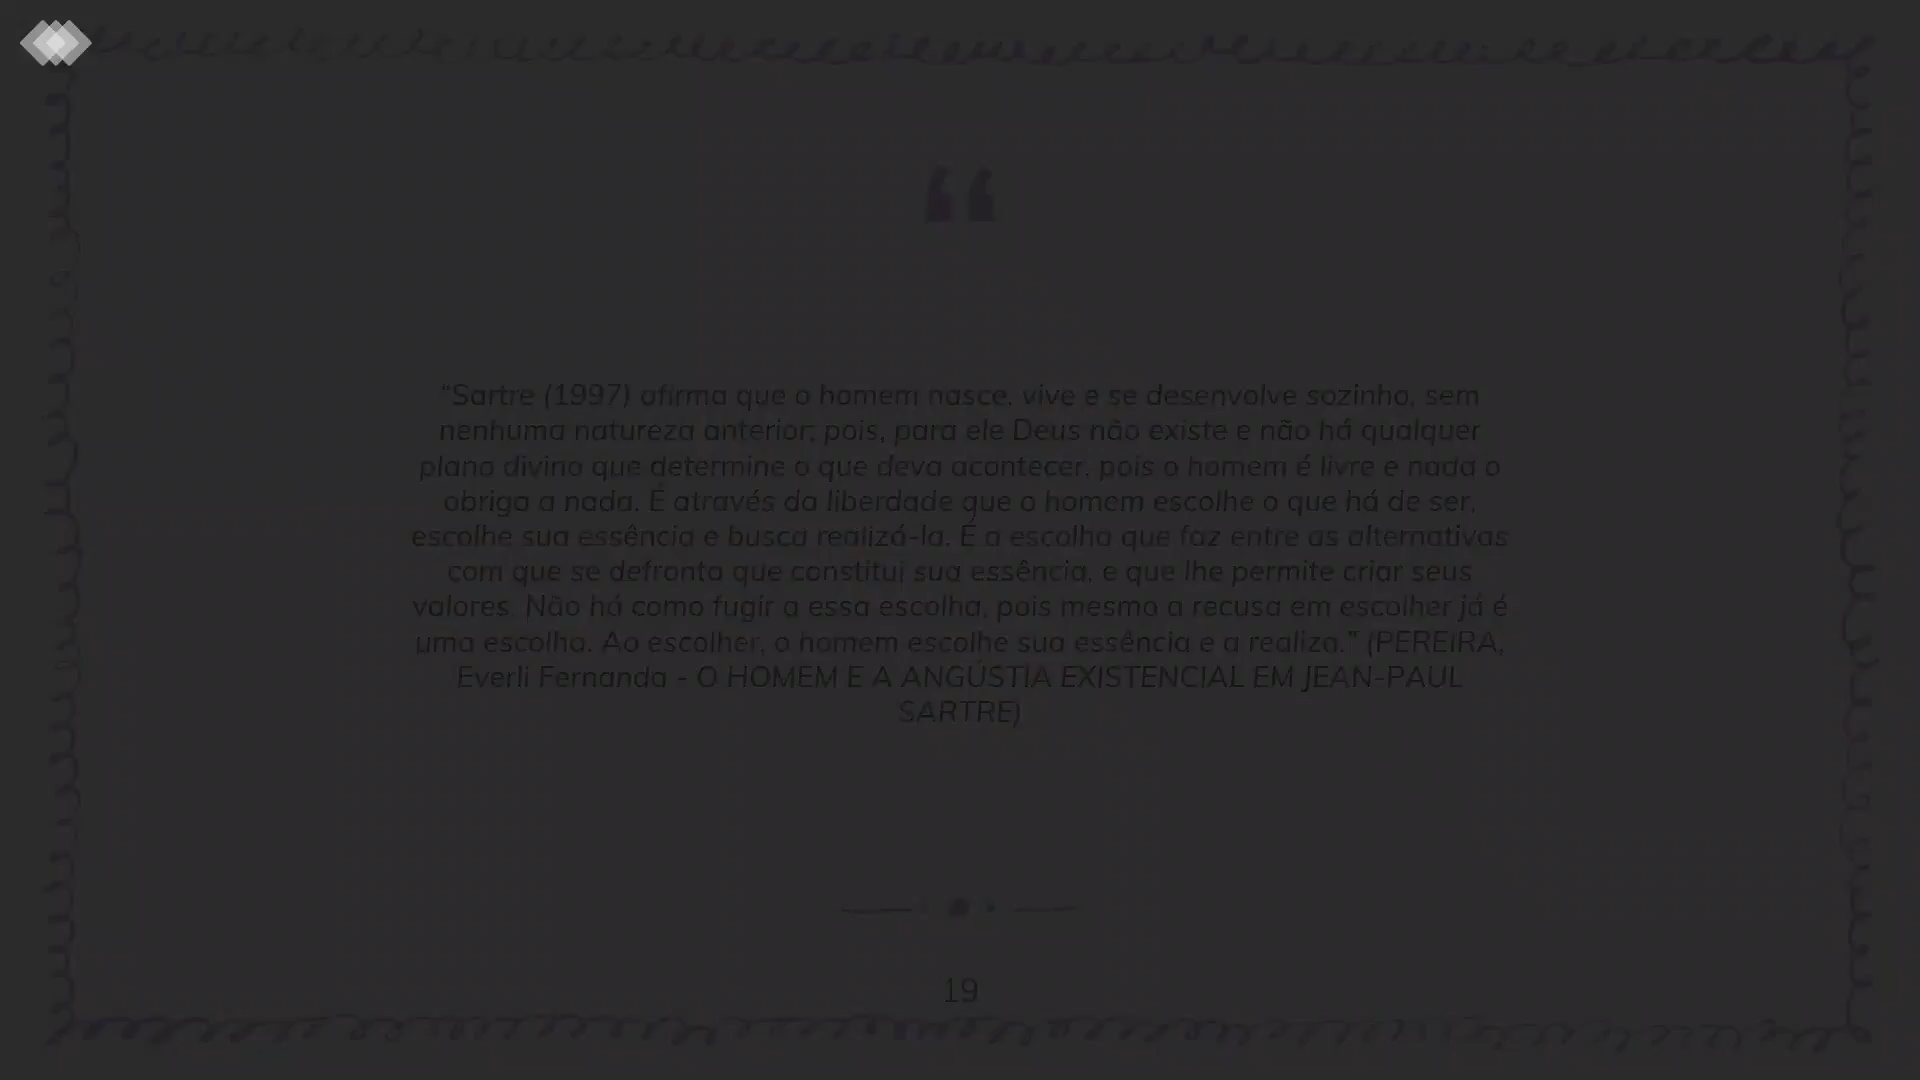 “
“Sartre (1997) afirma que o homem nasce, vive e se desenvolve sozinho, sem
nenhuma natureza anterior; pois, para ele Deus não existe e não há qualquer
plano divino que determine o que deva acontecer, pois o homem é livre e nada o
obriga a nada. É através da liberdade que o homem escolhe o que há de ser,
escolhe sua essência e busca realizá-la. É a escolha que faz entre as alternativas
com que se defronta que constitui sua essência, e que lhe permite criar seus
valores. Não há como fugir a essa escolha, pois mesmo a recusa em escolher já é
uma escolha. Ao escolher, o homem escolhe sua essência e a realiza.” (PEREIRA,
Everli Fernanda - O HOMEM E A ANGÚSTIA EXISTENCIAL EM JEAN-PAUL
SARTRE)
19